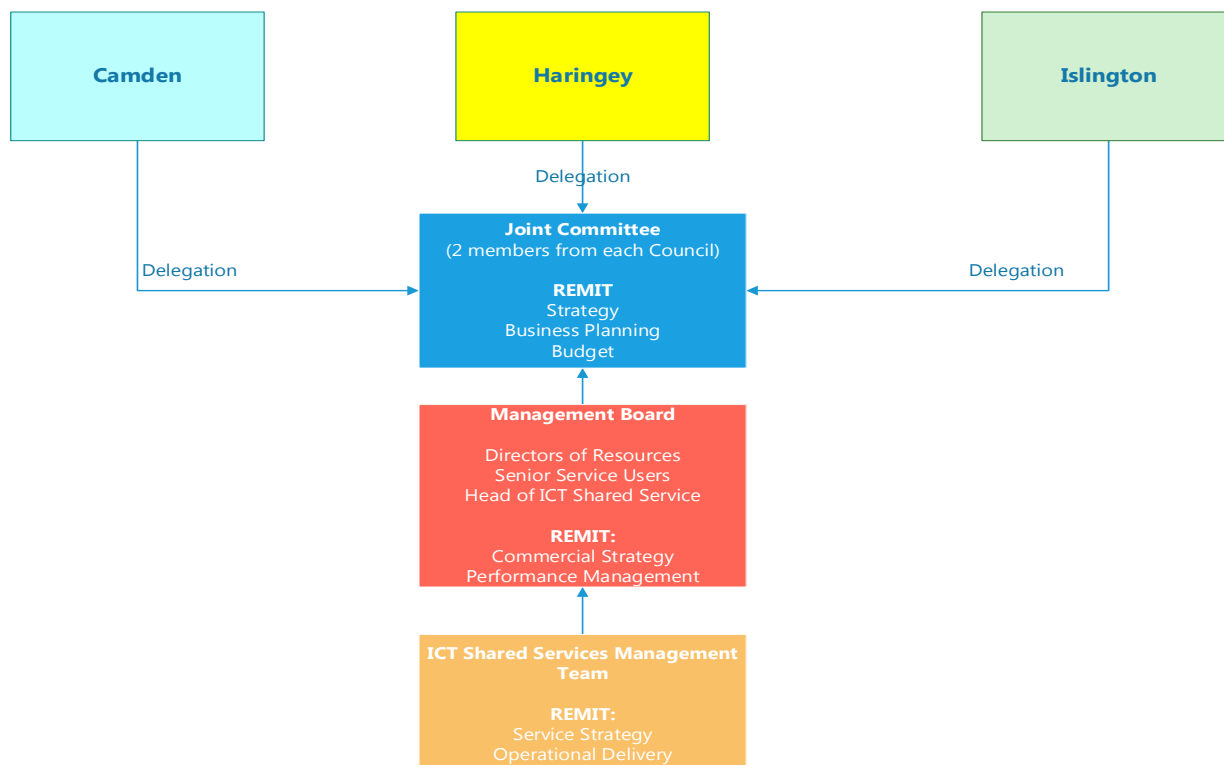 Camden
Haringey
Islington
Delegation
Joint Committee
(2 members from each Council)
Delegation
Delegation
REMIT
Strategy
Business Planning
Budget
Management Board
Directors of Resources
Senior Service Users
Head of ICT Shared Service
REMIT:
Commercial Strategy
Performance Management
ICT Shared Services Management
Team
REMIT:
Service Strategy
Operational Delivery